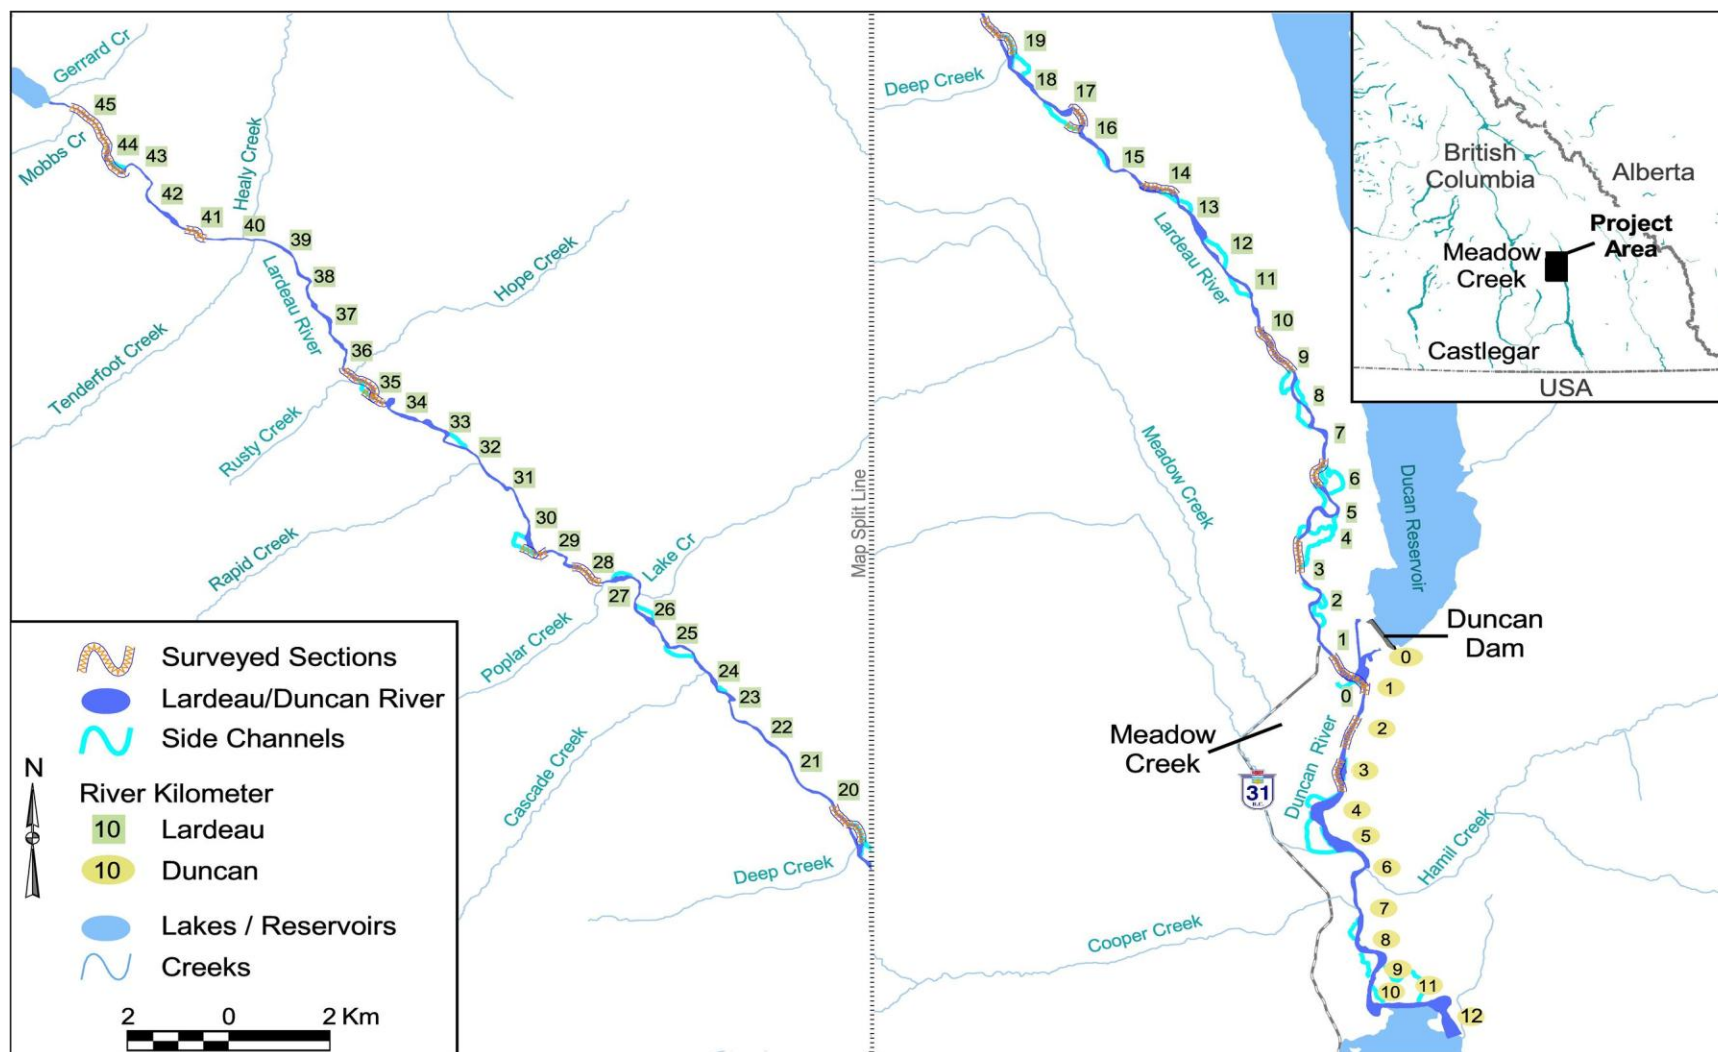 Gerrard Cr
45
Mobbs Cr
44
43
42
41
Healy Creek
40
39
38
37
36
35
34
33
32
31
30
29
28
27
26
25
24
23
22
21
20
Lardeau River
Hope Creek
Tenderfoot Creek
Rusty Creek
Rapid Creek
Lake Cr
Poplar Creek
Cascade Creek
Deep Creek
Surveyed Sections
Lardeau/Duncan River
Side Channels
River Kilometer
10 Lardeau
10 Duncan
Lakes / Reservoirs
Creeks
N
2 0 2 Km
Map Split Line
Deep Creek
19
18
17
16
15
14
13
12
11
10
9
8
7
6
5
4
3
2
1
0
Lardeau River
Meadow Creek
Ducan Reservoir
Duncan
Dam
Meadow
Creek
31
B.C.
Duncan River
0
1
2
3
4
5
6
7
8
9
10
11
12
Hamil Creek
Cooper Creek
British
Columbia
Alberta
Project
Area
Meadow
Creek
Castlegar
USA